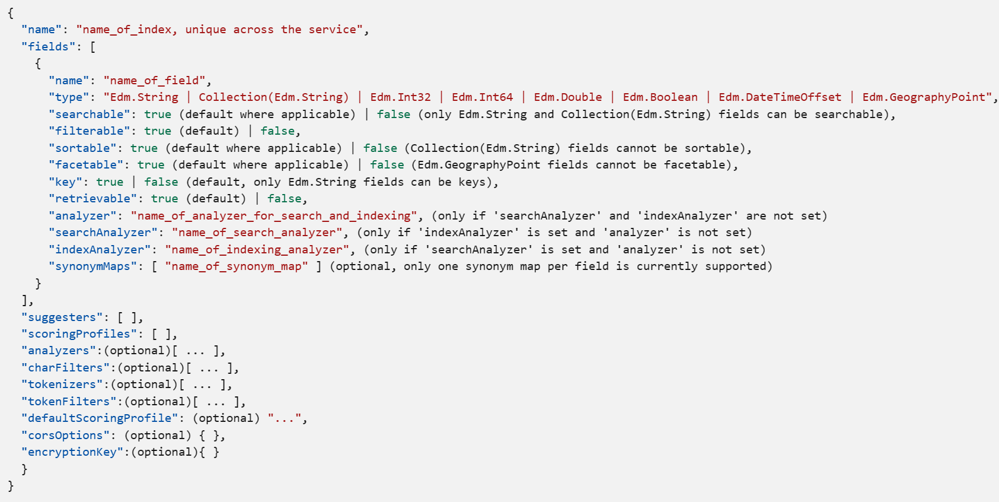 {
  "name": "name_of_index, unique across the service",
  "fields": [
    {
      "name": "name_of_field",
      "type": "Edm.String | Collection(Edm.String) | Edm.Int32 | Edm.Int64 | Edm.Double | Edm.Boolean | Edm.DateTimeOffset | Edm.GeographyPoint",
      "searchable": true (default where applicable) | false (only Edm.String and Collection(Edm.String) fields can be searchable),
      "filterable": true (default) | false,
      "sortable": true (default where applicable) | false (Collection(Edm.String) fields cannot be sortable),
      "facetable": true (default where applicable) | false (Edm.GeographyPoint fields cannot be facetable),
      "key": true | false (default, only Edm.String fields can be keys),
      "retrievable": true (default) | false,
      "analyzer": "name_of_analyzer_for_search_and_indexing", (only if 'searchAnalyzer' and 'indexAnalyzer' are not set)
      "searchAnalyzer": "name_of_search_analyzer", (only if 'indexAnalyzer' is set and 'analyzer' is not set)
      "indexAnalyzer": "name_of_indexing_analyzer", (only if 'searchAnalyzer' is set and 'analyzer' is not set)
      "synonymMaps": [ "name_of_synonym_map" ] (optional, only one synonym map per field is currently supported)
    }
  ],
  "suggesters": [ ],
  "scoringProfiles": [ ],
  "analyzers":(optional)[ ... ],
  "charFilters":(optional)[ ... ],
  "tokenizers":(optional)[ ... ],
  "tokenFilters":(optional)[ ... ],
  "defaultScoringProfile": (optional) "...",
  "corsOptions": (optional) { },
  "encryptionKey":(optional){ }
  }
}